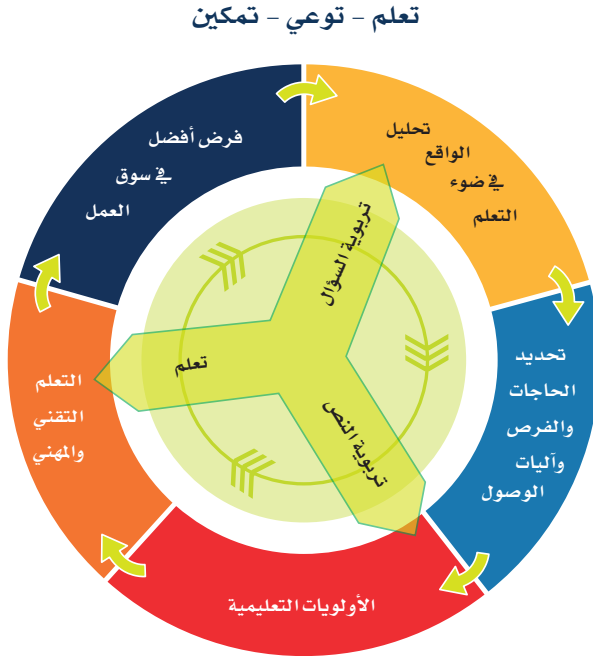 تعلم - توعي - تمكين
تحليل
الواقع
في ضوء
التعلم
تحديد
الحاجات
والفرص
وآليات
الوصول
الأولويات التعليمية
التعلم
التقني
والمهني
فرض أفضل
في سوق
العمل
تربوية السؤال
تربوية النص
تعلم